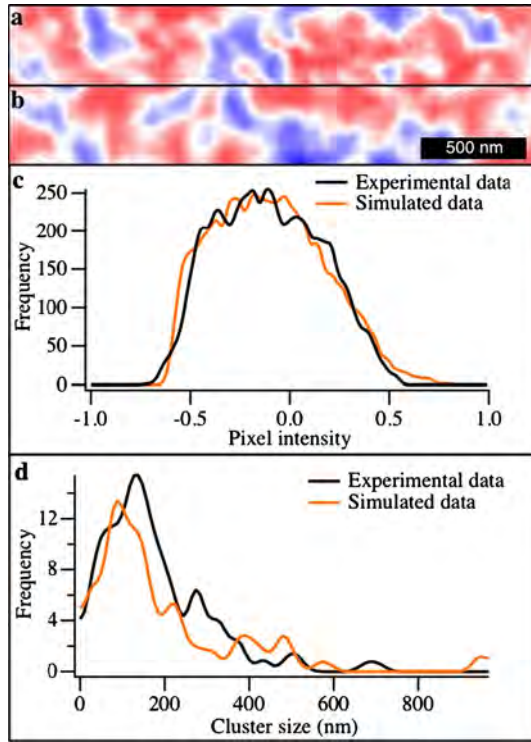 a
b
500 nm
c
Experimental data
Simulated data
250
200
150
100
50
0
Frequency
-1.0 -0.5 0.0 0.5 1.0
Pixel intensity
d
Experimental data
Simulated data
12
8
4
0
Frequency
0 200 400 600 800
Cluster size (nm)